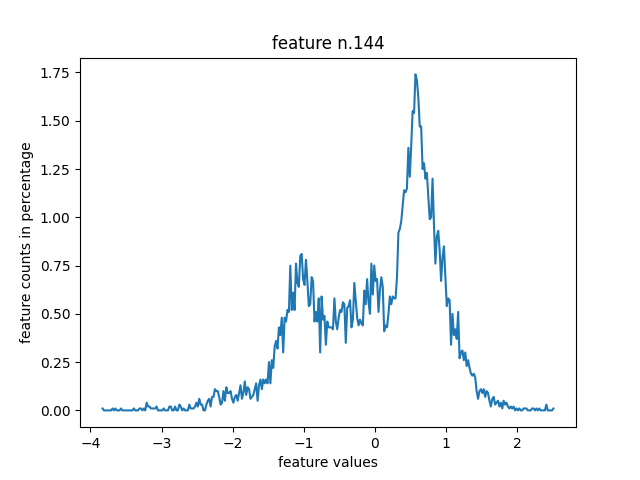 feature n.144
feature counts in percentage
1.75
1.50
1.25
1.00
0.75
0.50
0.25
0.00
−4 −3 −2 −1 0 1 2
feature values